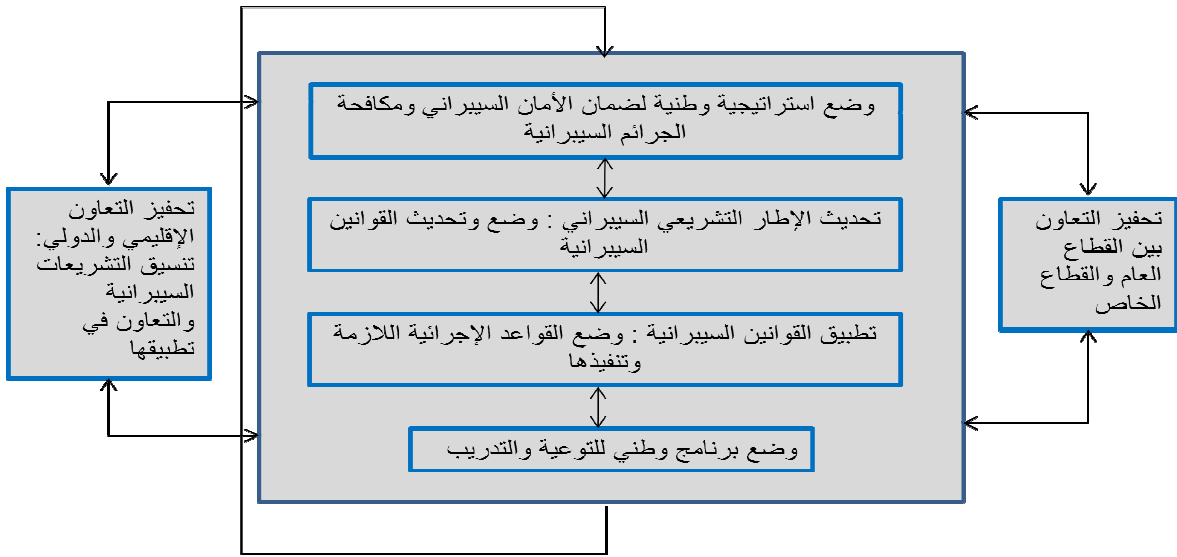 وضع استراتيجية وطنية لضمان الأمان السيبراني ومكافحة
الجرائم السيبرانية
تحديث الإطار التشريعي السيبراني : وضع وتحديث القوانين
السيبرانية
تطبيق القوانين السيبرانية : وضع القواعد الإجرائية اللازمة
وتنفيذها
وضع برنامج وطني للتوعية والتدريب
تحفيز التعاون
بين القطاع
العام والقطاع
الخاص
تحفيز التعاون
الإقليمي والدولي:
تنسيق التشريعات
السيبرانية
والتعاون في
تطبيقها